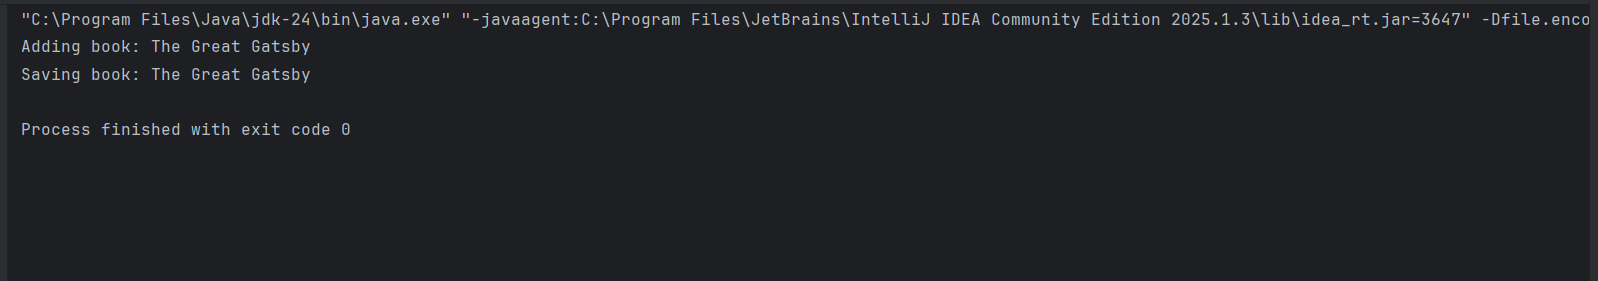 "C:\Program Files\Java\jdk-24\bin\java.exe" "-javaagent:C:\Program Files\JetBrains\IntelliJ IDEA Community Edition 2025.1.3\lib\idea_rt.jar=3647" -Dfile.enco
Adding book: The Great Gatsby
Saving book: The Great Gatsby
Process finished with exit code 0